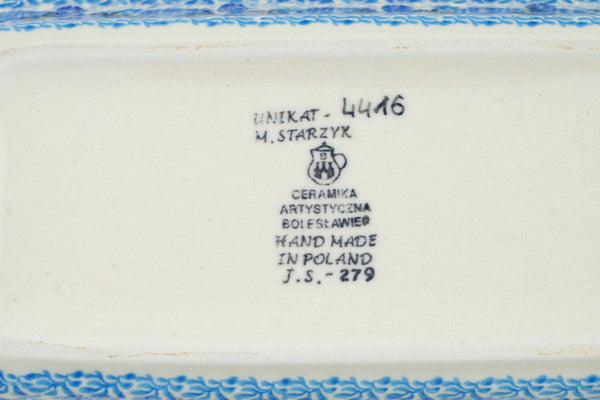 UNIKAT - 4416
M. STARZYK
CERAMIKA
ARTYSTYCZNA
BOLESŁAWIEC
HAND MADE
IN POLAND
J.S.-279